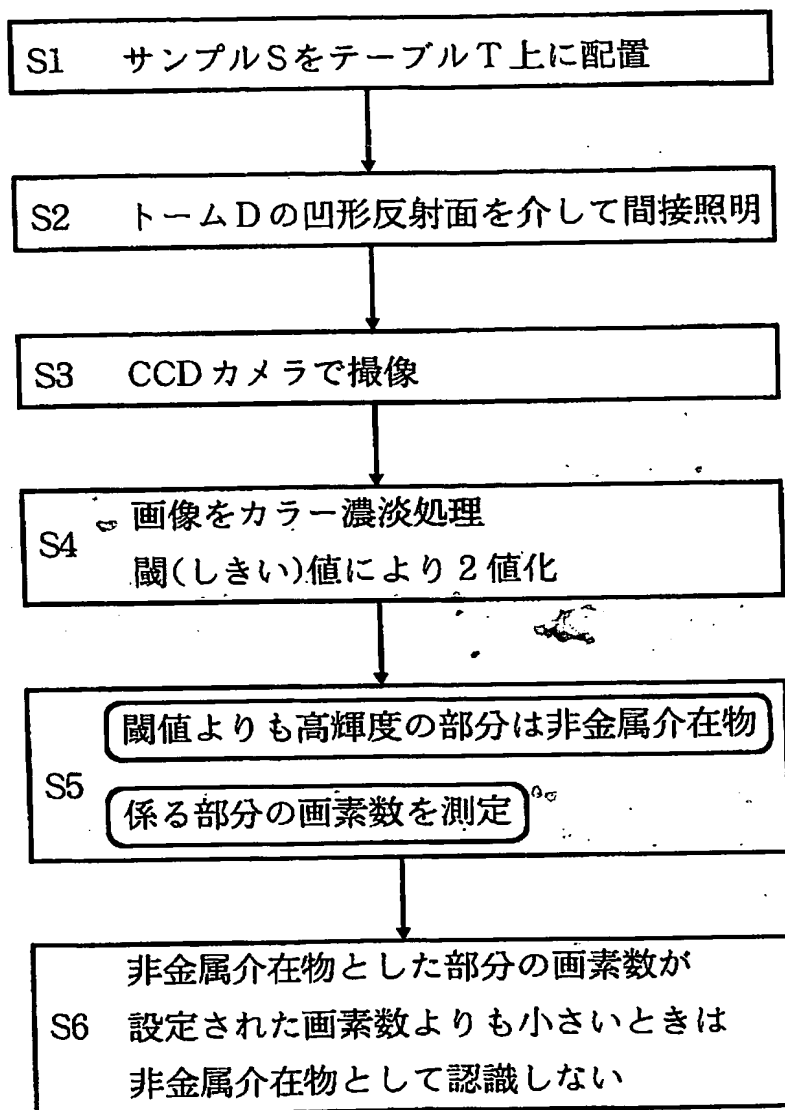 S1 サンプルSをテーブルT上に配置
S2 トームDの凹形反射面を介して間接照明
S3 CCDカメラで撮像
S4 画像をカラー濃淡処理
閾(しきい)値により2値化
S5 閾値よりも高輝度の部分は非金属介在物
係る部分の画素数を測定
S6 非金属介在物とした部分の画素数が
設定された画素数よりも小さいときは
非金属介在物として認識しない